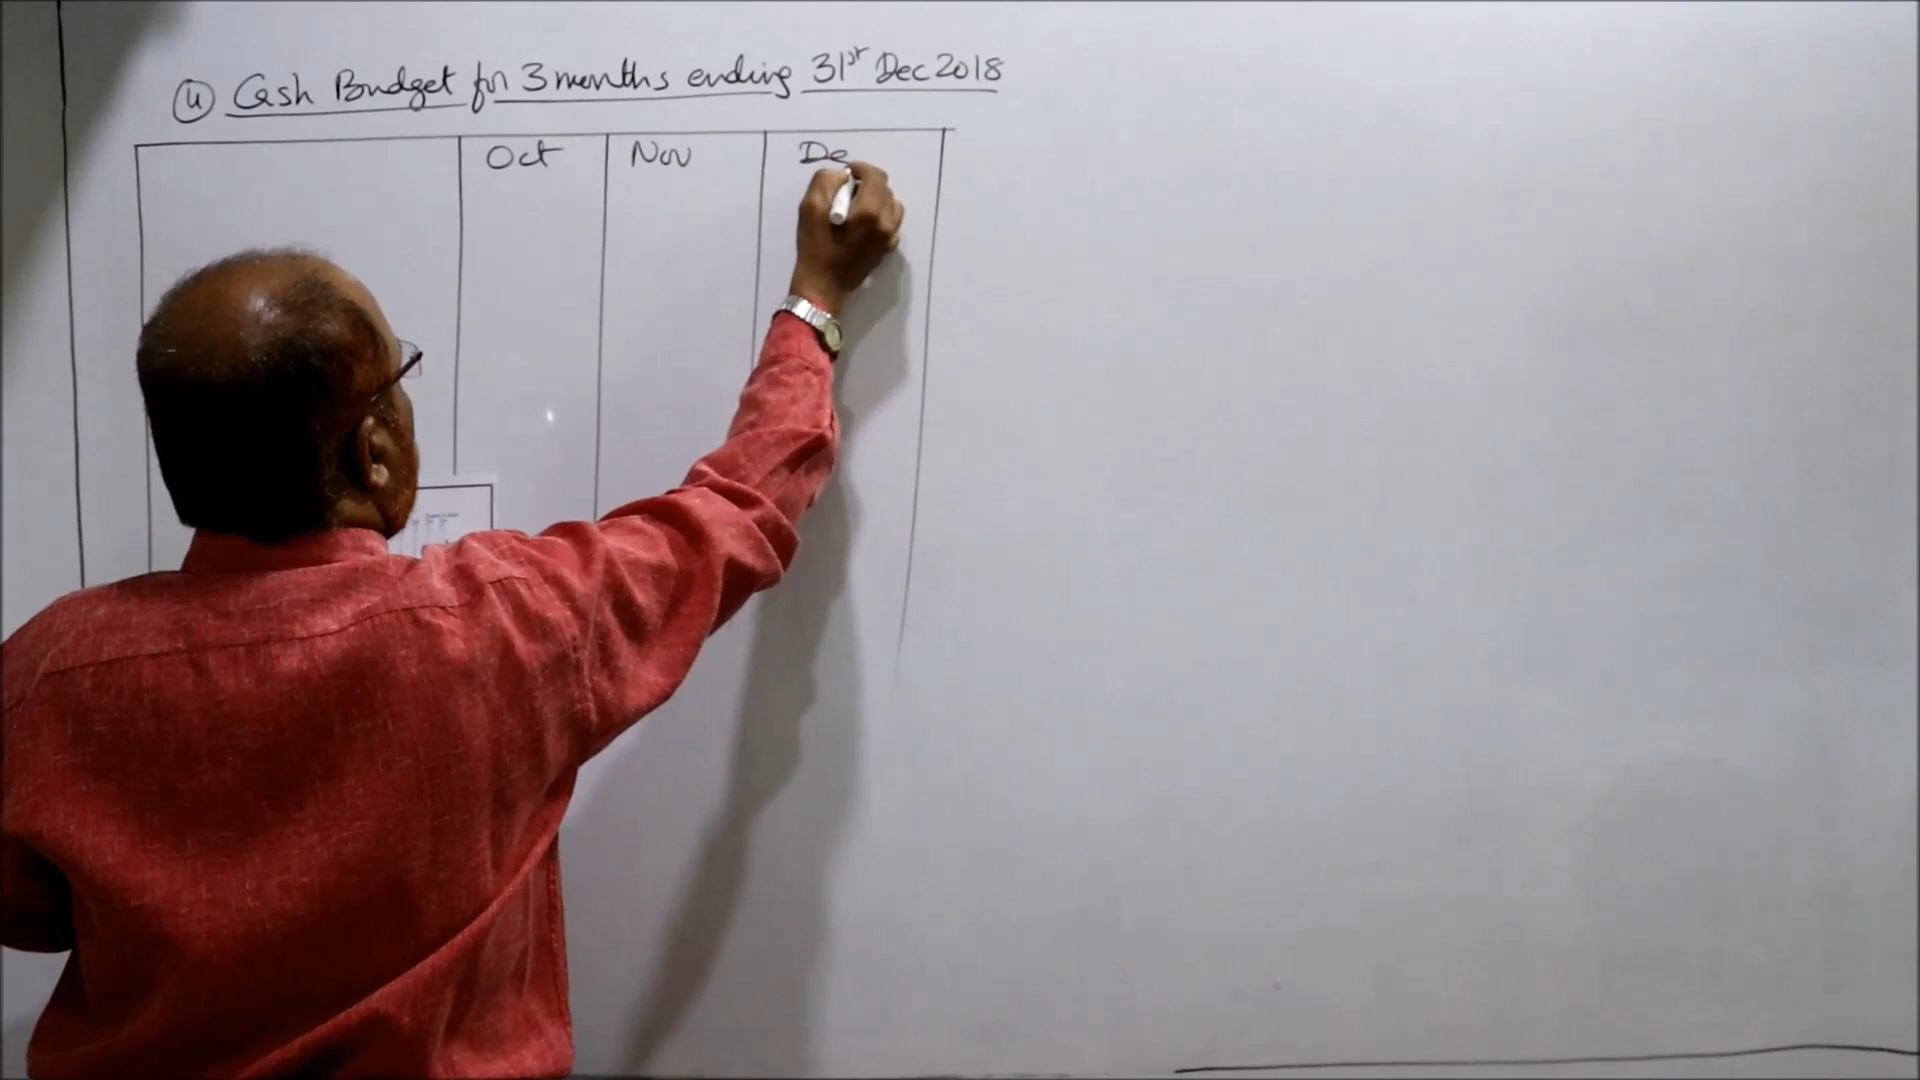 ④ Cash Budget for 3 months ending 31st Dec 2018
Oct Nov De